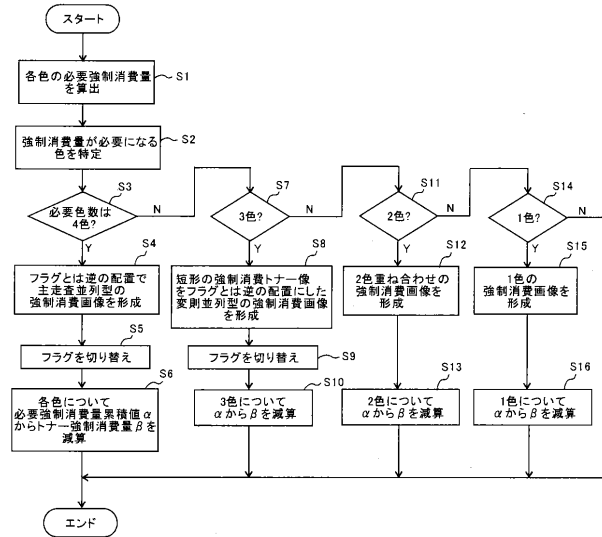 スタート
各色の必要強制消費量
を算出
S1
強制消費量が必要になる
色を特定
S2
必要色数は
4色?
S3
N
Y
フラグとは逆の配置で
主走査並列型の
強制消費画像を形成
S4
フラグを切り替え
S5
各色について
必要強制消費量累積値α
からトナー強制消費量βを
減算
S6
3色?
S7
N
Y
短形の強制消費トナー像
をフラグとは逆の配置にした
変則並列型の強制消費画像
を形成
S8
フラグを切り替え
S9
3色について
αからβを減算
S10
2色?
S11
N
Y
2色重ね合わせの
強制消費画像を
形成
S12
2色について
αからβを減算
S13
1色?
S14
N
Y
1色の
強制消費画像を
形成
S15
1色について
αからβを減算
S16
エンド